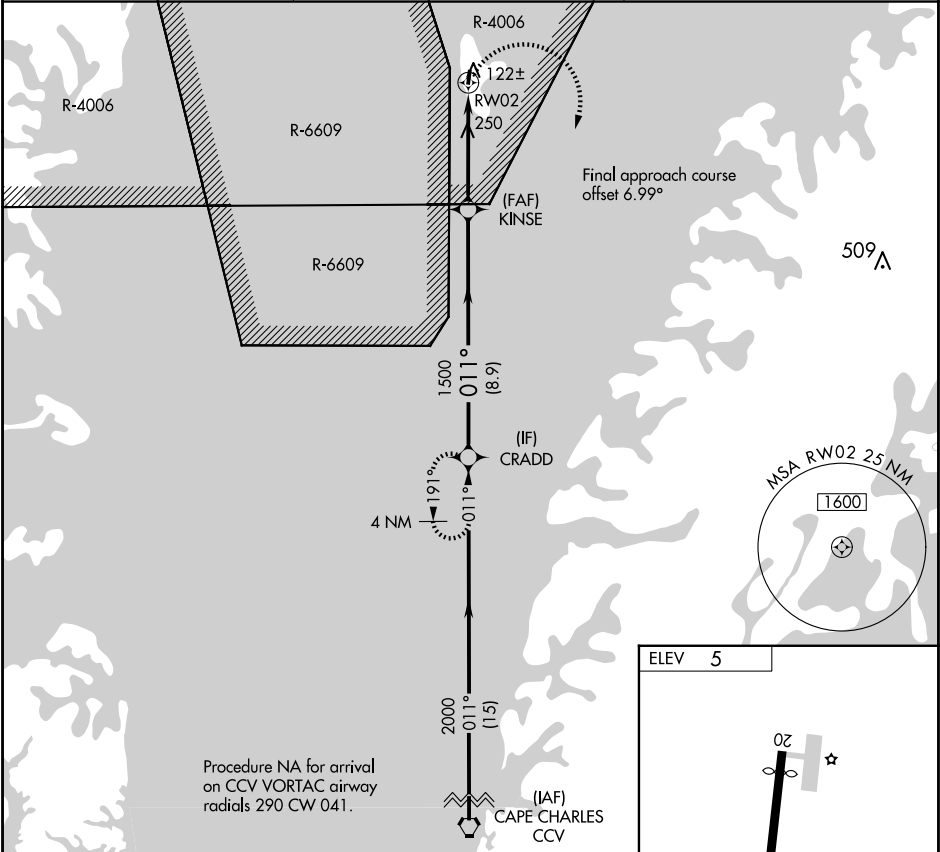 R-4006
R-4006
122±
RW02
250
R-6609
Final approach course
offset 6.99°
(FAF)
KINSE
509
R-6609
1500
011°
(8.9)
(IF)
CRADD
191°
011°
4 NM
MSA RW02 25 NM
1600
ELEV 5
2000
011°
(15)
20
Procedure NA for arrival
on CCV VORTAC airway
radials 290 CW 041.
(IAF)
CAPE CHARLES
CCV